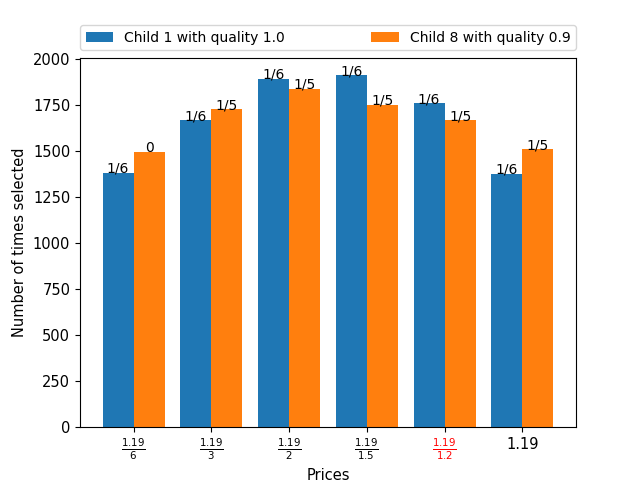 Child 1 with quality 1.0 Child 8 with quality 0.9
Number of times selected
2000
1750
1500
1250
1000
750
500
250
0
1/6 0 1/6 1/5 1/6 1/5 1/6 1/5 1/6 1/5 1/6 1/5
1.19/6 1.19/3 1.19/2 1.19/1.5 1.19/1.2 1.19
Prices